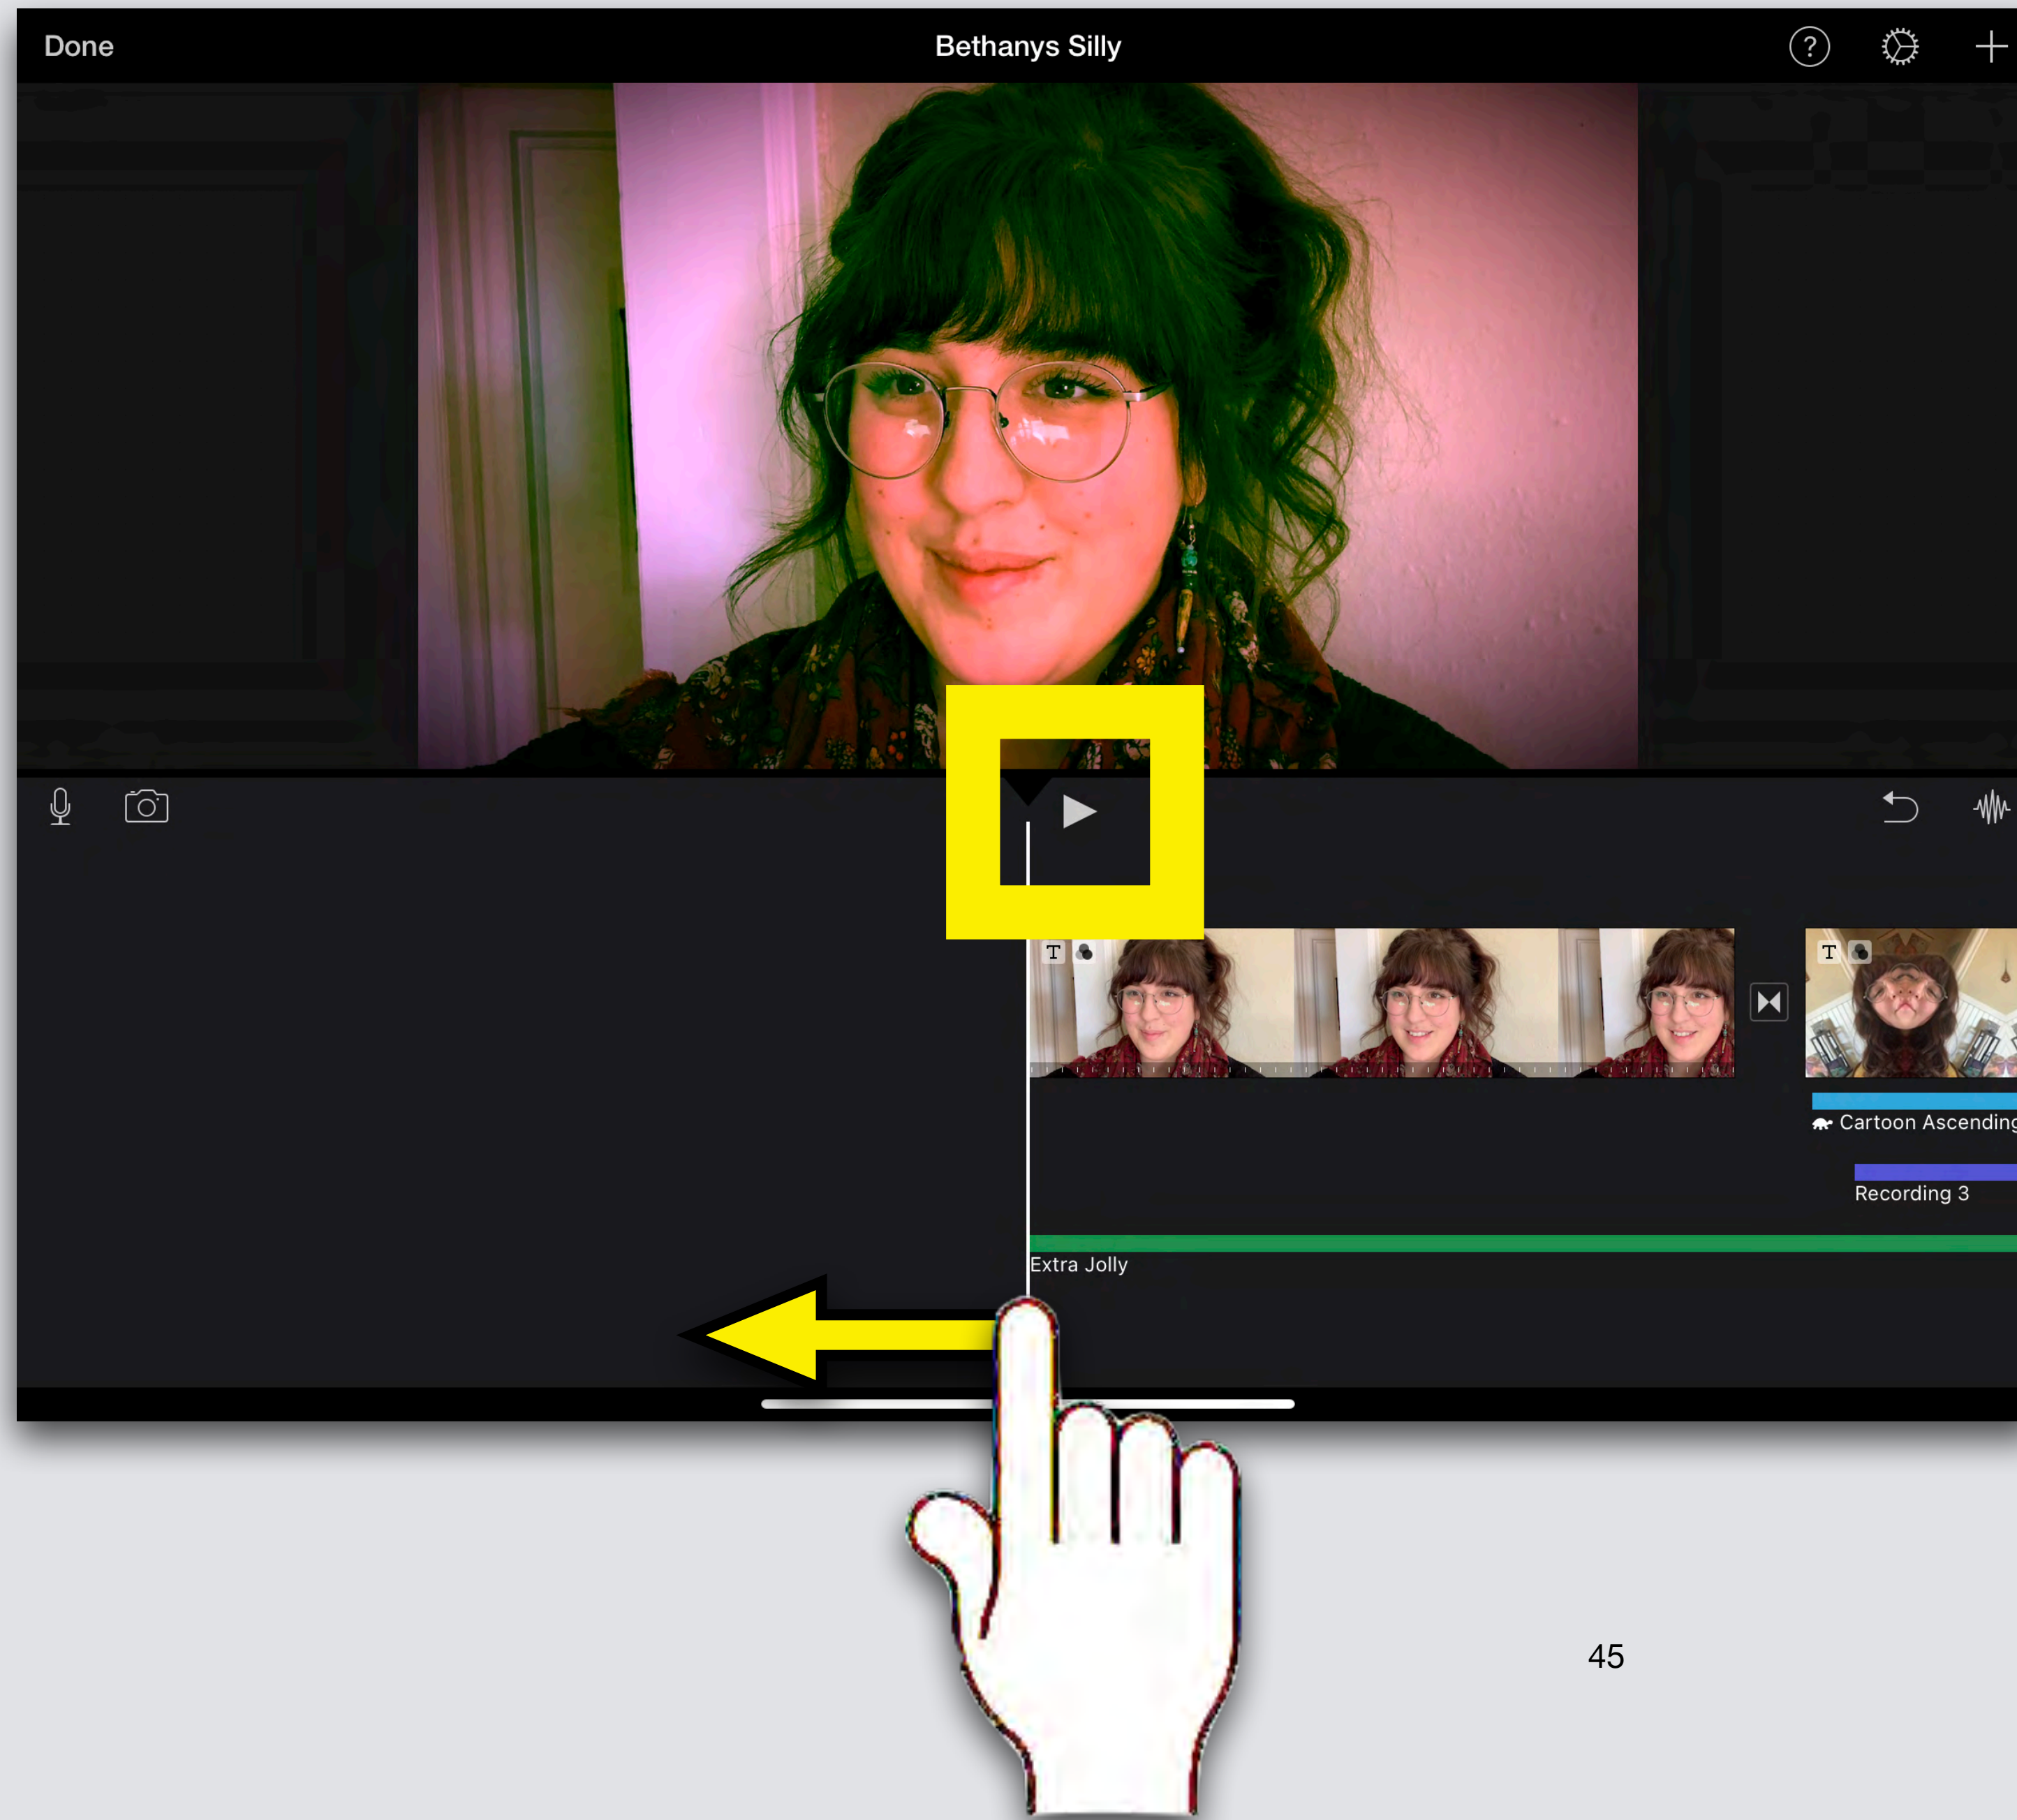 Done
Bethanys Silly
?
T
T
Cartoon Ascending
Recording 3
Extra Jolly
45